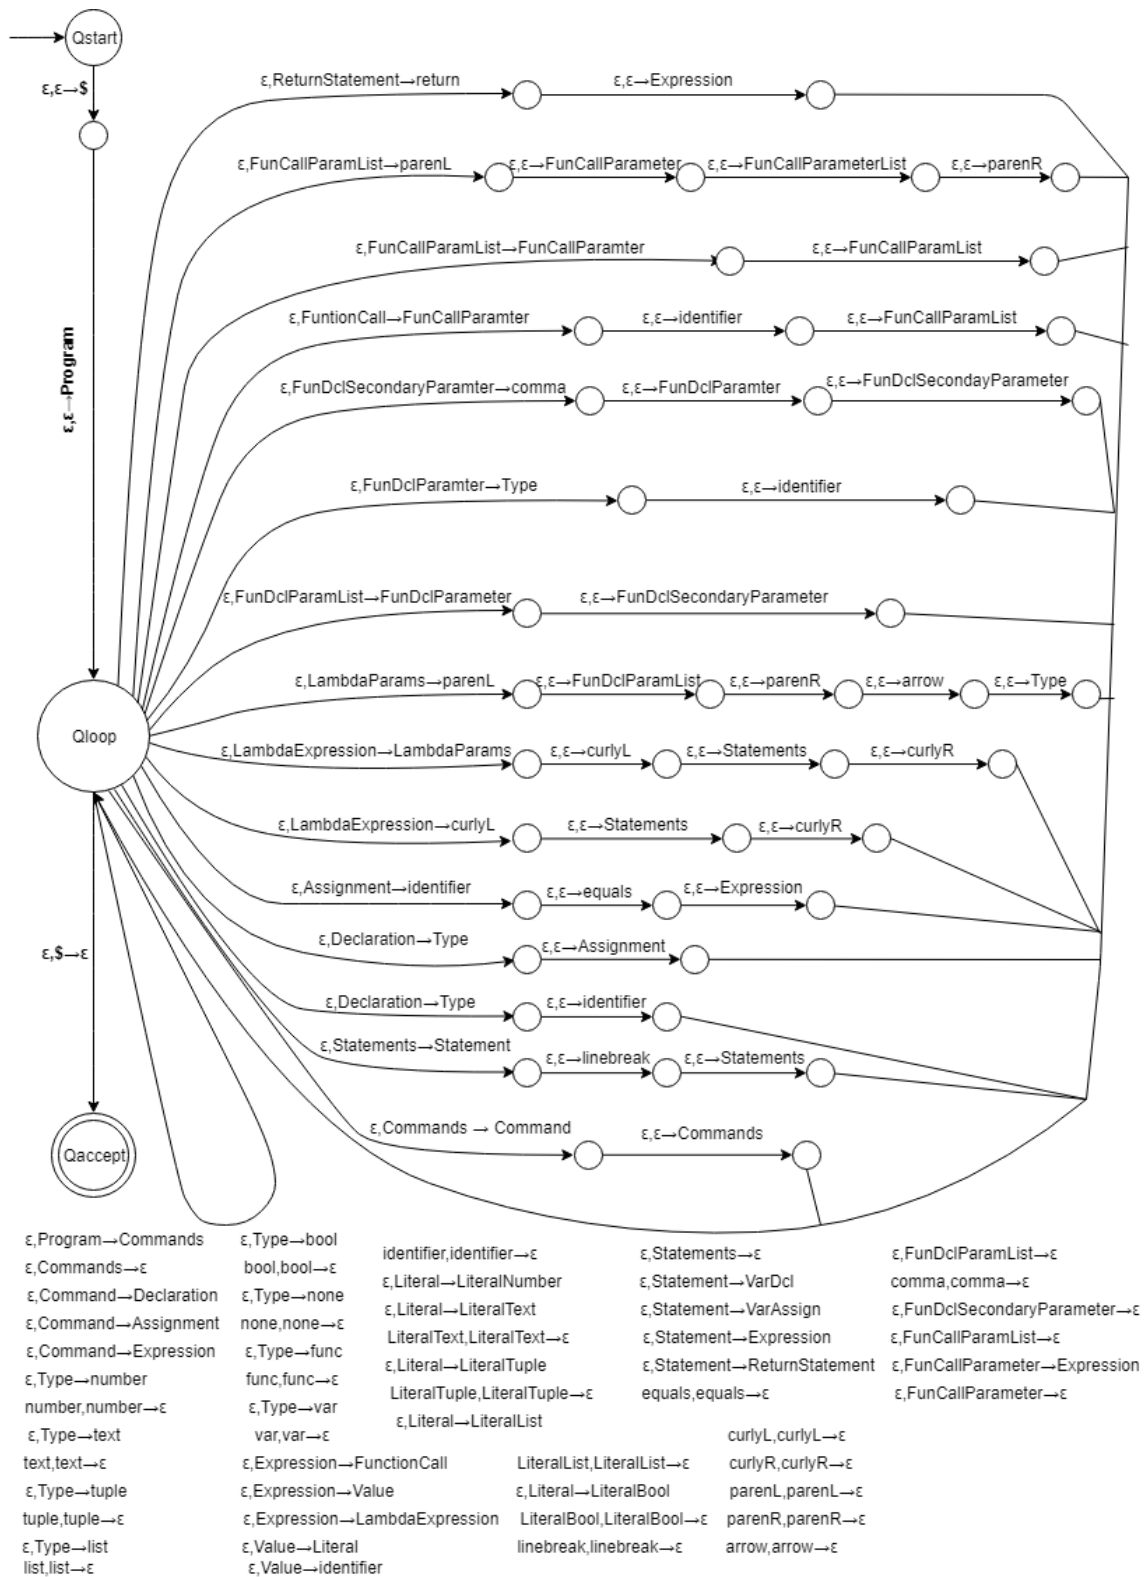 Qstart
ε,ε→$
ε,ReturnStatement→return
ε,ε→Expression
ε,FunCallParamList→parenL
ε,ε→FunCallParameter
ε,ε→FunCallParameterList
ε,ε→parenR
ε,FunCallParamList→FunCallParamter
ε,ε→FunCallParamList
ε,FuntionCall→FunCallParamter
ε,ε→identifier
ε,ε→FunCallParamList
ε,ε→Program
ε,FunDclSecondaryParamter→comma
ε,ε→FunDclParamter
ε,ε→FunDclSecondayParameter
ε,FunDclParamter→Type
ε,ε→identifier
ε,FunDclParamList→FunDclParameter
ε,ε→FunDclSecondaryParameter
ε,LambdaParams→parenL
ε,ε→FunDclParamList
ε,ε→parenR
ε,ε→arrow
ε,ε→Type
Qloop
ε,LambdaExpression→LambdaParams
ε,ε→curlyL
ε,ε→Statements
ε,ε→curlyR
ε,LambdaExpression→curlyL
ε,ε→Statements
ε,ε→curlyR
ε,Assignment→identifier
ε,ε→equals
ε,ε→Expression
ε,$→ε
ε,Declaration→Type
ε,ε→Assignment
ε,Declaration→Type
ε,ε→identifier
ε,Statements→Statement
ε,ε→linebreak
ε,ε→Statements
ε,Commands → Command
ε,ε→Commands
Qaccept
ε,Program→Commands
ε,Commands→ε
ε,Command→Declaration
ε,Command→Assignment
ε,Command→Expression
ε,Type→number
number,number→ε
ε,Type→text
text,text→ε
ε,Type→tuple
tuple,tuple→ε
ε,Type→list
list,list→ε
ε,Type→bool
bool,bool→ε
ε,Type→none
none,none→ε
ε,Type→func
func,func→ε
ε,Type→var
var,var→ε
ε,Expression→FunctionCall
ε,Expression→Value
ε,Expression→LambdaExpression
ε,Value→Literal
ε,Value→identifier
identifier,identifier→ε
ε,Literal→LiteralNumber
ε,Literal→LiteralText
LiteralText,LiteralText→ε
ε,Literal→LiteralTuple
LiteralTuple,LiteralTuple→ε
ε,Literal→LiteralList
LiteralList,LiteralList→ε
ε,Literal→LiteralBool
LiteralBool,LiteralBool→ε
linebreak,linebreak→ε
ε,Statements→ε
ε,Statement→VarDcl
ε,Statement→VarAssign
ε,Statement→Expression
ε,Statement→ReturnStatement
equals,equals→ε
curlyL,curlyL→ε
curlyR,curlyR→ε
parenL,parenL→ε
parenR,parenR→ε
arrow,arrow→ε
ε,FunDclParamList→ε
comma,comma→ε
ε,FunDclSecondaryParameter→ε
ε,FunCallParamList→ε
ε,FunCallParameter→Expression
ε,FunCallParameter→ε